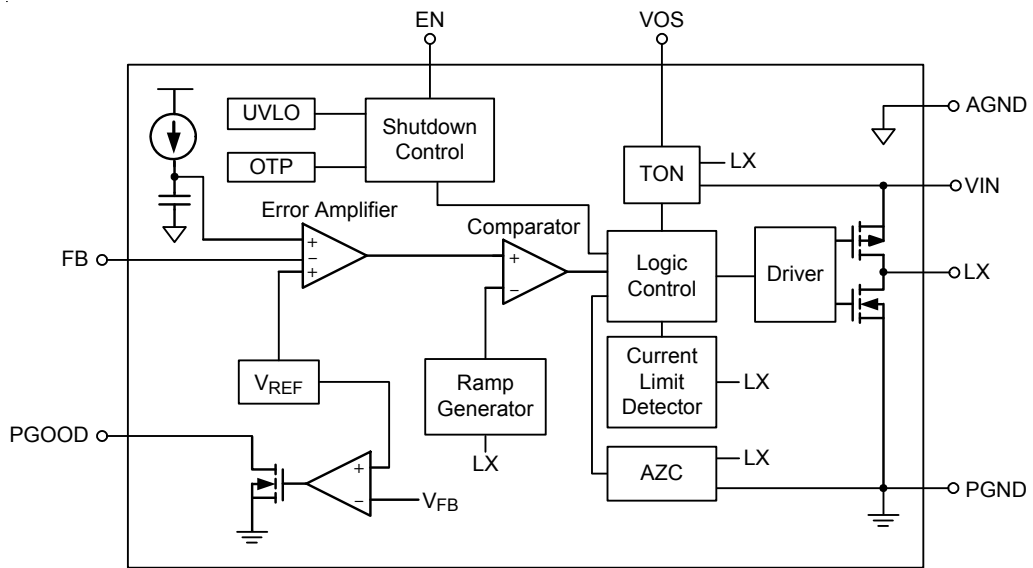 EN
VOS
AGND
UVLO
Shutdown
Control
OTP
TON
LX
VIN
Error Amplifier
Comparator
+
−
+
FB
+
−
Logic
Control
Driver
LX
VREF
Ramp
Generator
LX
Current
Limit
Detector
LX
PGOOD
+
−
VFB
AZC
LX
PGND